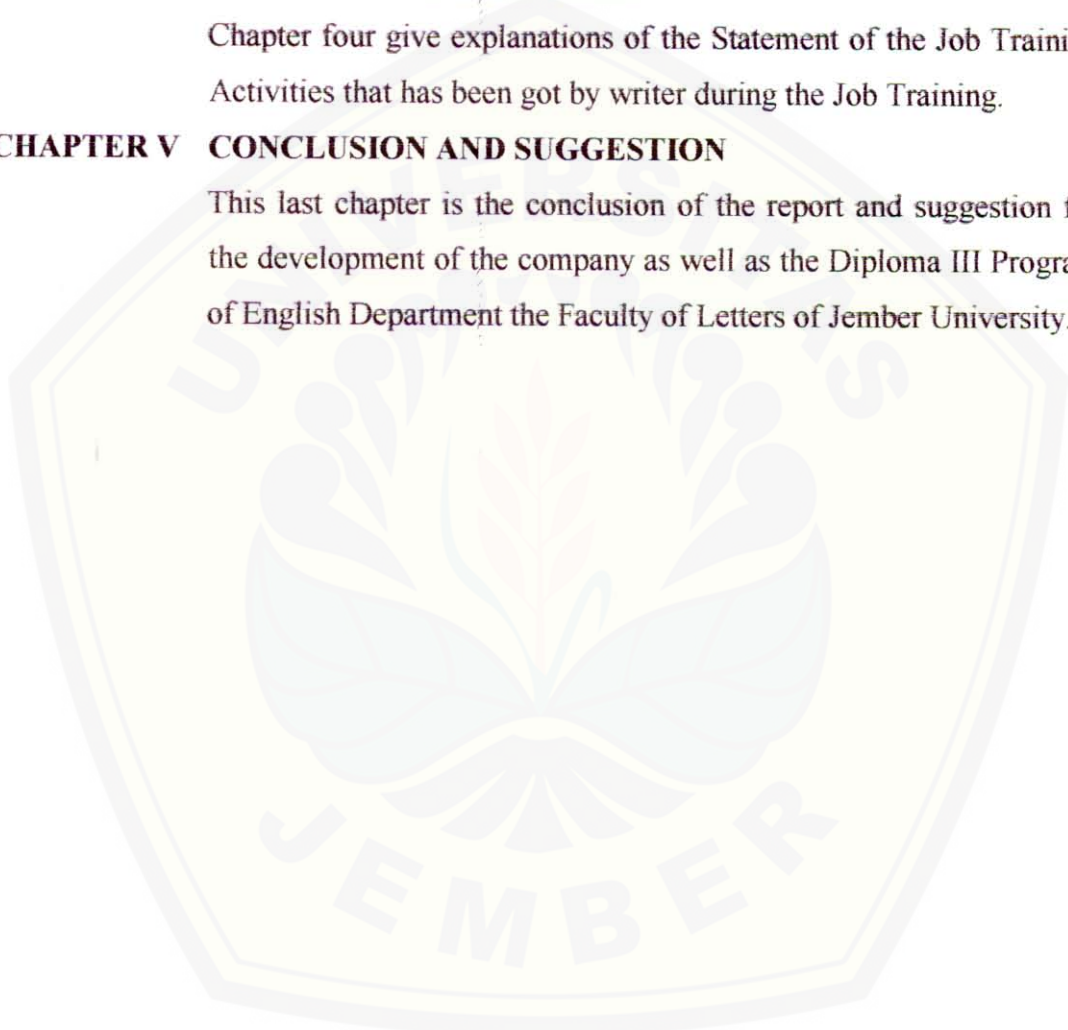 Chapter four give explanations of the Statement of the Job Traini
Activities that has been got by writer during the Job Training.
CHAPTER V CONCLUSION AND SUGGESTION
This last chapter is the conclusion of the report and suggestion f
the development of the company as well as the Diploma III Progra
of English Department the Faculty of Letters of Jember University.
UNIVERSITAS
JEMBER